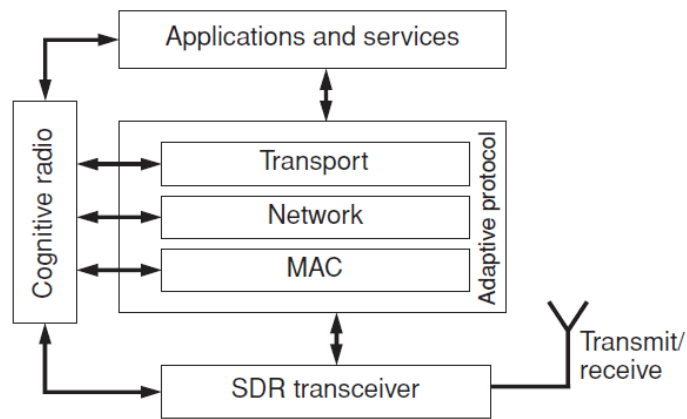 Applications and services
Cognitive radio
Transport
Network
MAC
Adaptive protocol
SDR transceiver
Transmit/
receive